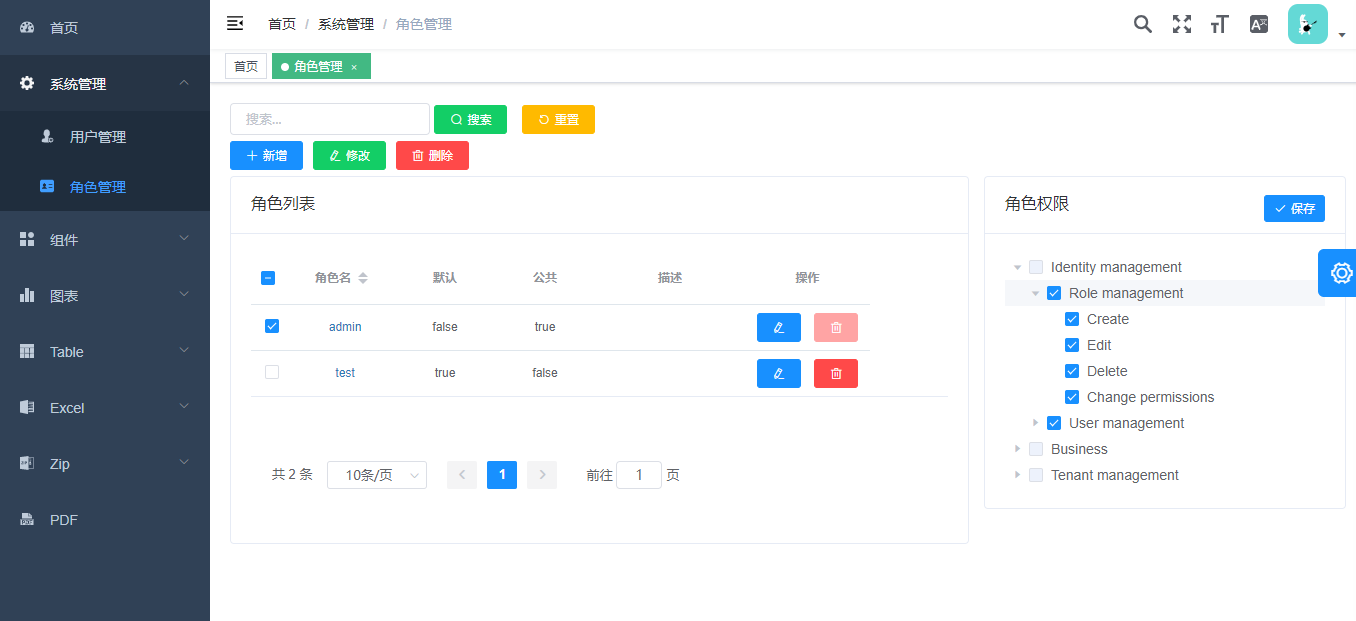 首页
系统管理
用户管理
角色管理
组件
图表
Table
Excel
Zip
PDF
首页 / 系统管理 / 角色管理
首页
角色管理 ×
搜索...
搜索
重置
新增
修改
删除
角色列表
角色名 默认 公共 描述 操作
admin false true
test true false
共 2 条 10条/页 1 前往 1 页
角色权限
保存
Identity management
Role management
Create
Edit
Delete
Change permissions
User management
Business
Tenant management